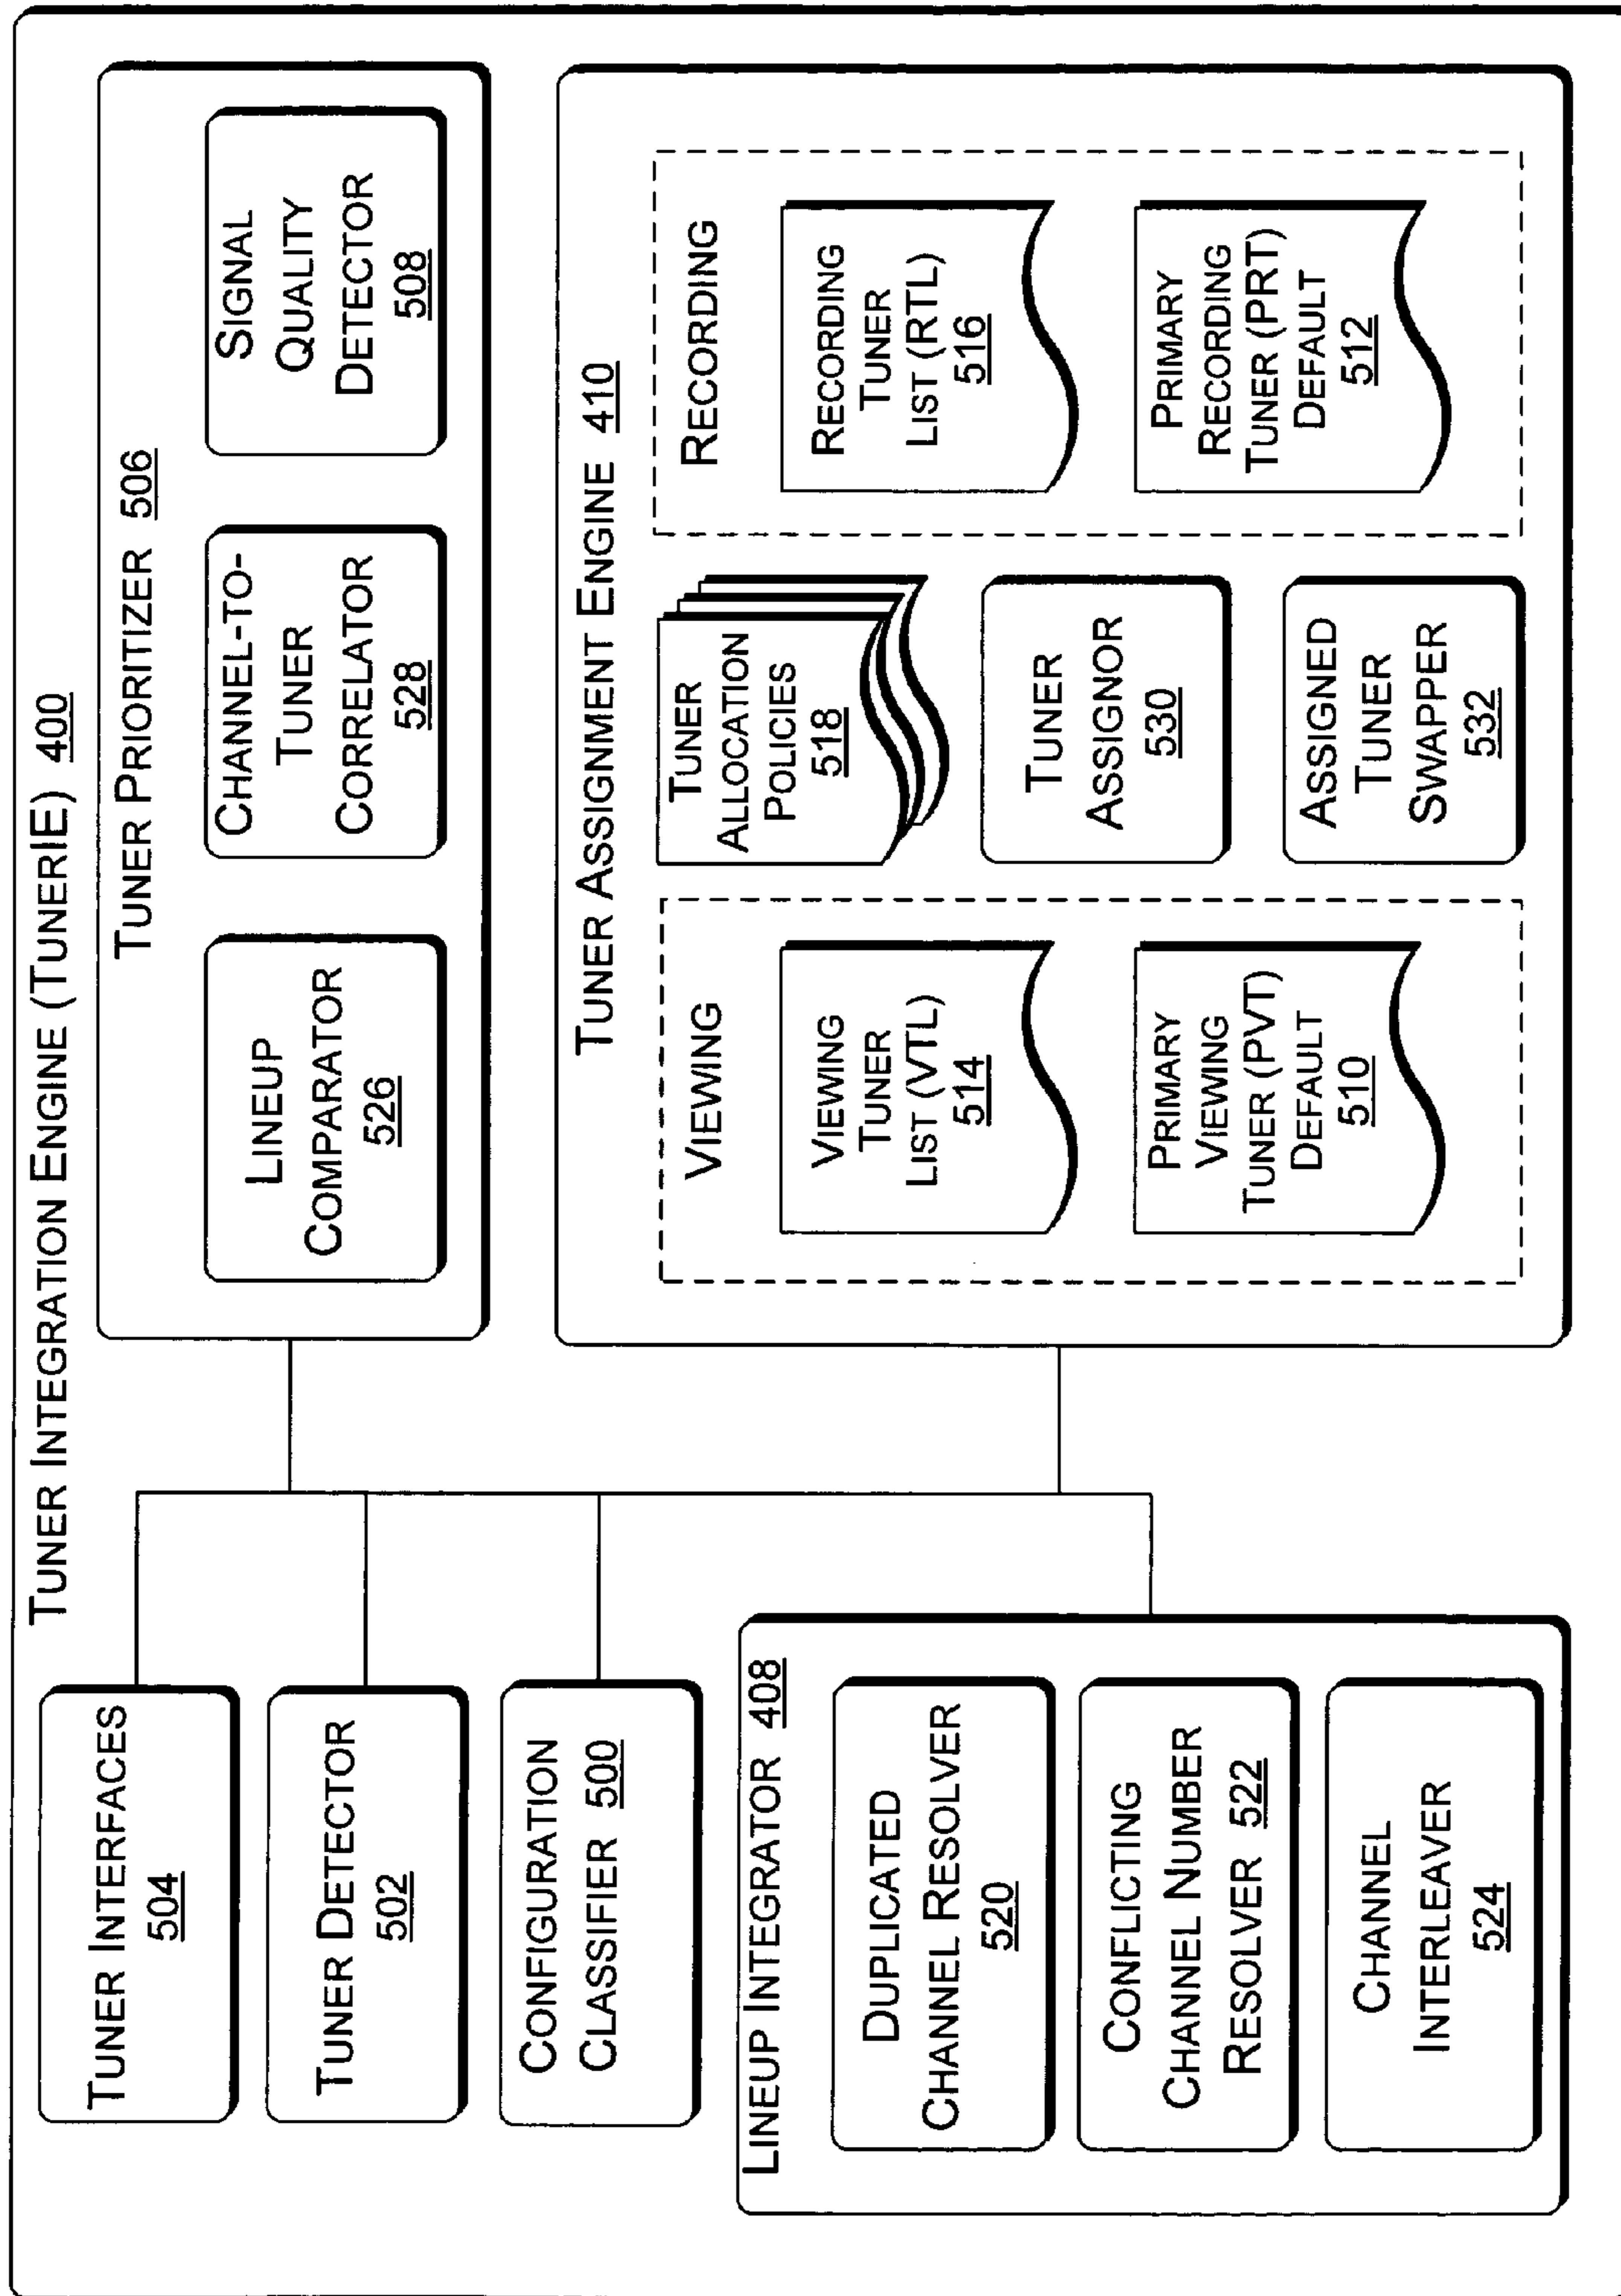 TUNER INTEGRATION ENGINE (TUNERIE) 400
TUNER INTERFACES
504
TUNER DETECTOR
502
CONFIGURATION
CLASSIFIER 500
LINEUP INTEGRATOR 408
DUPLICATED
CHANNEL RESOLVER
520
CONFLICTING
CHANNEL NUMBER
RESOLVER 522
CHANNEL
INTERLEAVER
524
TUNER PRIORITIZER 506
LINEUP
COMPARATOR
526
CHANNEL-TO-
TUNER
CORRELATOR
528
SIGNAL
QUALITY
DETECTOR
508
TUNER ASSIGNMENT ENGINE 410
VIEWING
VIEWING
TUNER
LIST (VTL)
514
PRIMARY
VIEWING
TUNER (PVT)
DEFAULT
510
TUNER
ALLOCATION
POLICIES
518
TUNER
ASSIGNOR
530
ASSIGNED
TUNER
SWAPPER
532
RECORDING
RECORDING
TUNER
LIST (RTL)
516
PRIMARY
RECORDING
TUNER (PRT)
DEFAULT
512